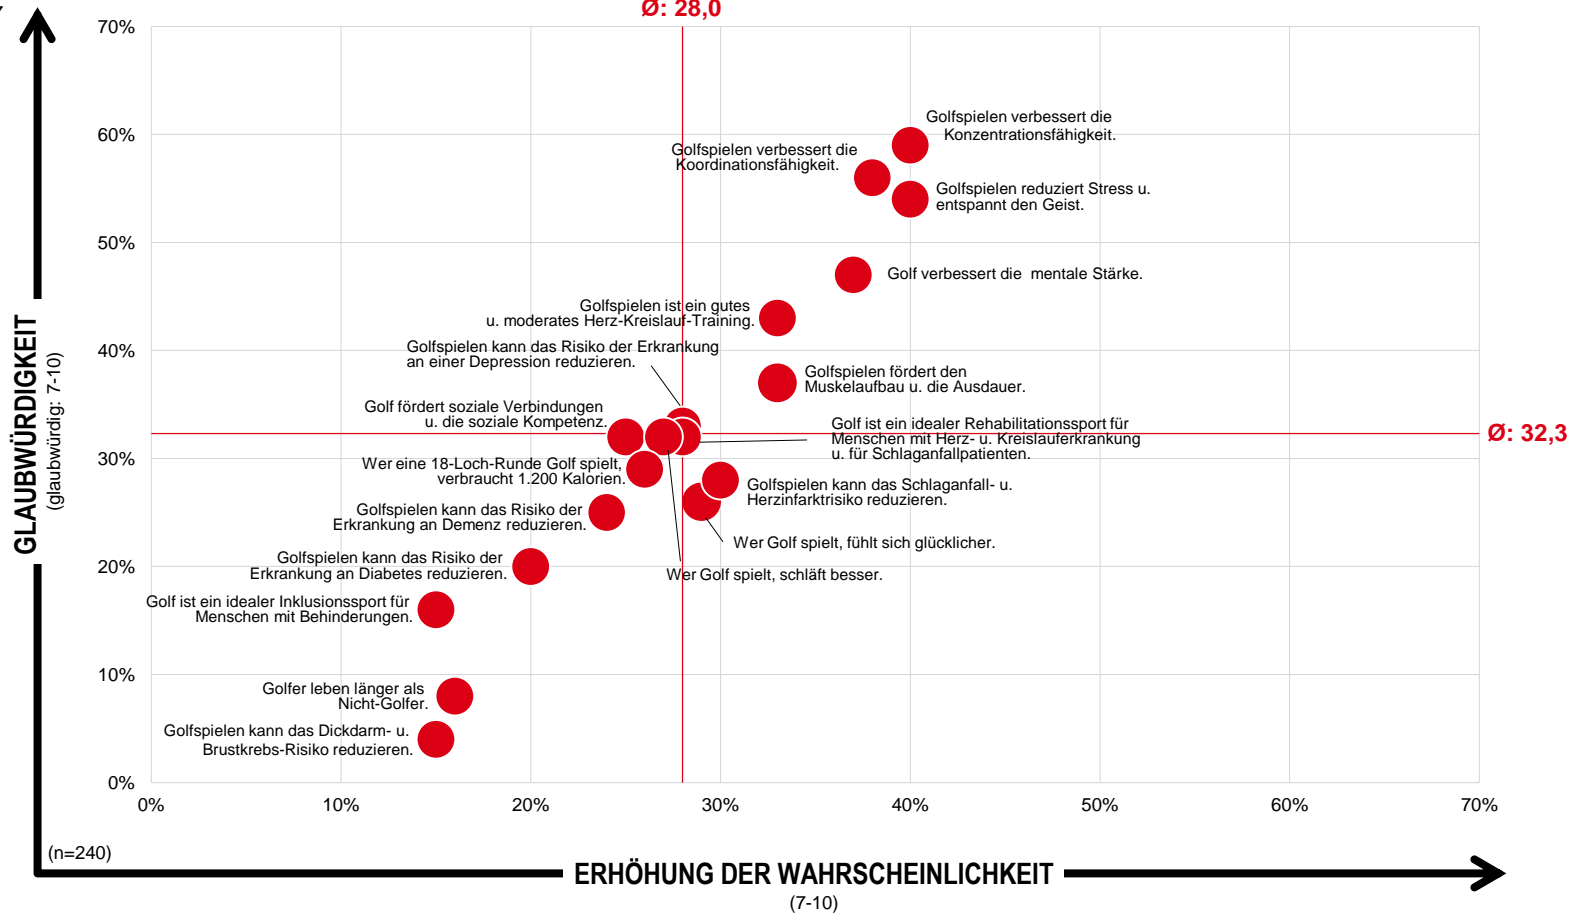 Ø: 28,0
70%
60%
50%
40%
30%
20%
10%
0%
GLAUBWÜRDIGKEIT
(glaubwürdig: 7-10)
Golfspielen verbessert die
Konzentrationsfähigkeit.
Golfspielen verbessert die
Koordinationsfähigkeit.
Golfspielen reduziert Stress u.
entspannt den Geist.
Golf verbessert die mentale Stärke.
Golfspielen ist ein gutes
u. moderates Herz-Kreislauf-Training.
Golfspielen kann das Risiko der Erkrankung
an einer Depression reduzieren.
Golfspielen fördert den
Muskelaufbau u. die Ausdauer.
Golf fördert soziale Verbindungen
u. die soziale Kompetenz.
Golf ist ein idealer Rehabilitationssport für
Menschen mit Herz- u. Kreislauferkrankung
u. für Schlaganfallpatienten.
Ø: 32,3
Wer eine 18-Loch-Runde Golf spielt,
verbraucht 1.200 Kalorien.
Golfspielen kann das Schlaganfall- u.
Herzinfarktrisiko reduzieren.
Golfspielen kann das Risiko der
Erkrankung an Demenz reduzieren.
Wer Golf spielt, fühlt sich glücklicher.
Golfspielen kann das Risiko der
Erkrankung an Diabetes reduzieren.
Wer Golf spielt, schläft besser.
Golf ist ein idealer Inklusionssport für
Menschen mit Behinderungen.
Golfer leben länger als
Nicht-Golfer.
Golfspielen kann das Dickdarm- u.
Brustkrebs-Risiko reduzieren.
0%
10%
20%
30%
40%
50%
60%
70%
(n=240)
ERHÖHUNG DER WAHRSCHEINLICHKEIT
(7-10)